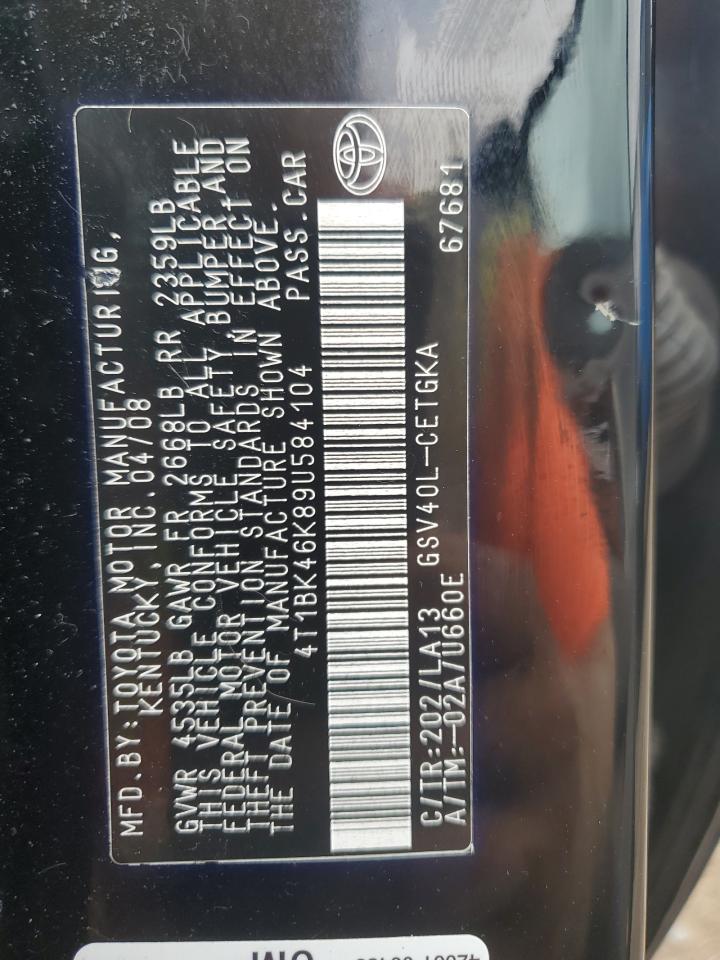 MFD.BY:TOYOTA MOTOR MANUFACTURING,
KENTUCKY,INC.04/08
GVWR 4535LB GAWR FR 2668LB RR 2359LB
THIS VEHICLE CONFORMS TO ALL APPLICABLE
FEDERAL MOTOR VEHICLE SAFETY BUMPER AND
THEFT PREVENTION STANDARDS IN EFFECT ON
THE DATE OF MANUFACTURE SHOWN ABOVE.
4T1BK46K89U584104 PASS.CAR
C/TR:202/LA13 GSV40L-CETGKA 67681
A/TM:-02A/U660E